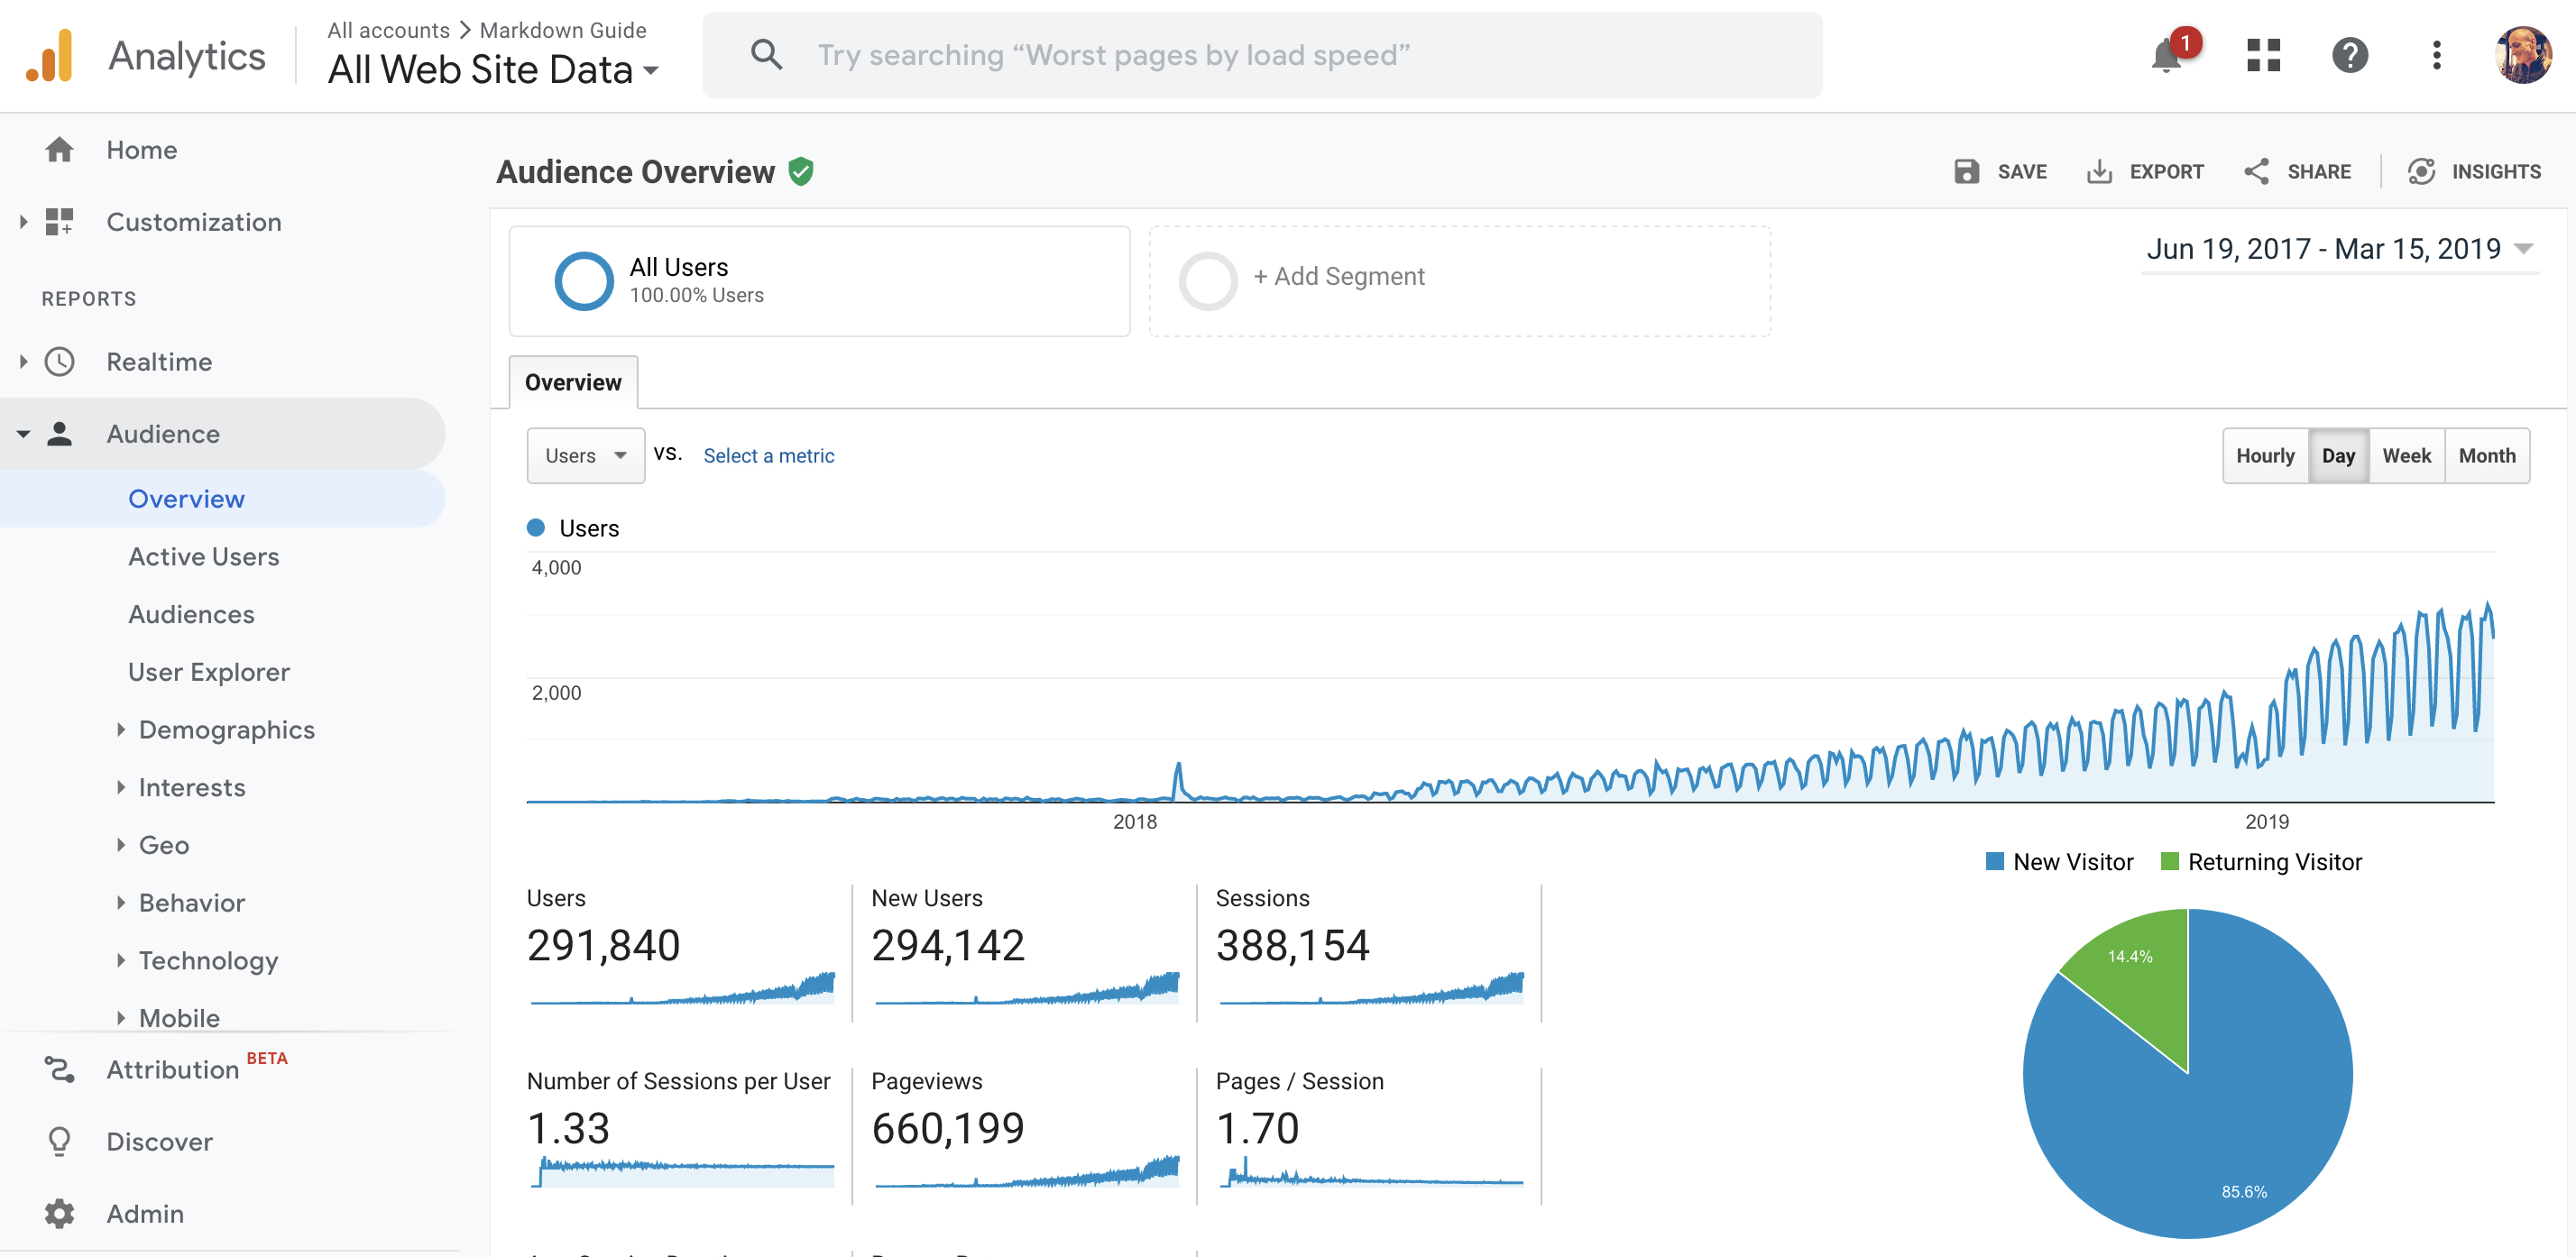 Analytics
All accounts > Markdown Guide
All Web Site Data
Try searching “Worst pages by load speed”
1
Home
Customization
REPORTS
Realtime
Audience
Overview
Active Users
Audiences
User Explorer
Demographics
Interests
Geo
Behavior
Technology
Mobile
Attribution BETA
Discover
Admin
Audience Overview
SAVE
EXPORT
SHARE
INSIGHTS
All Users
100.00% Users
+ Add Segment
Jun 19, 2017 - Mar 15, 2019
Overview
Users
VS.
Select a metric
Hourly
Day
Week
Month
Users
4,000
2,000
2018
2019
Users
291,840
New Users
294,142
Sessions
388,154
Number of Sessions per User
1.33
Pageviews
660,199
Pages / Session
1.70
New Visitor
Returning Visitor
14.4%
85.6%